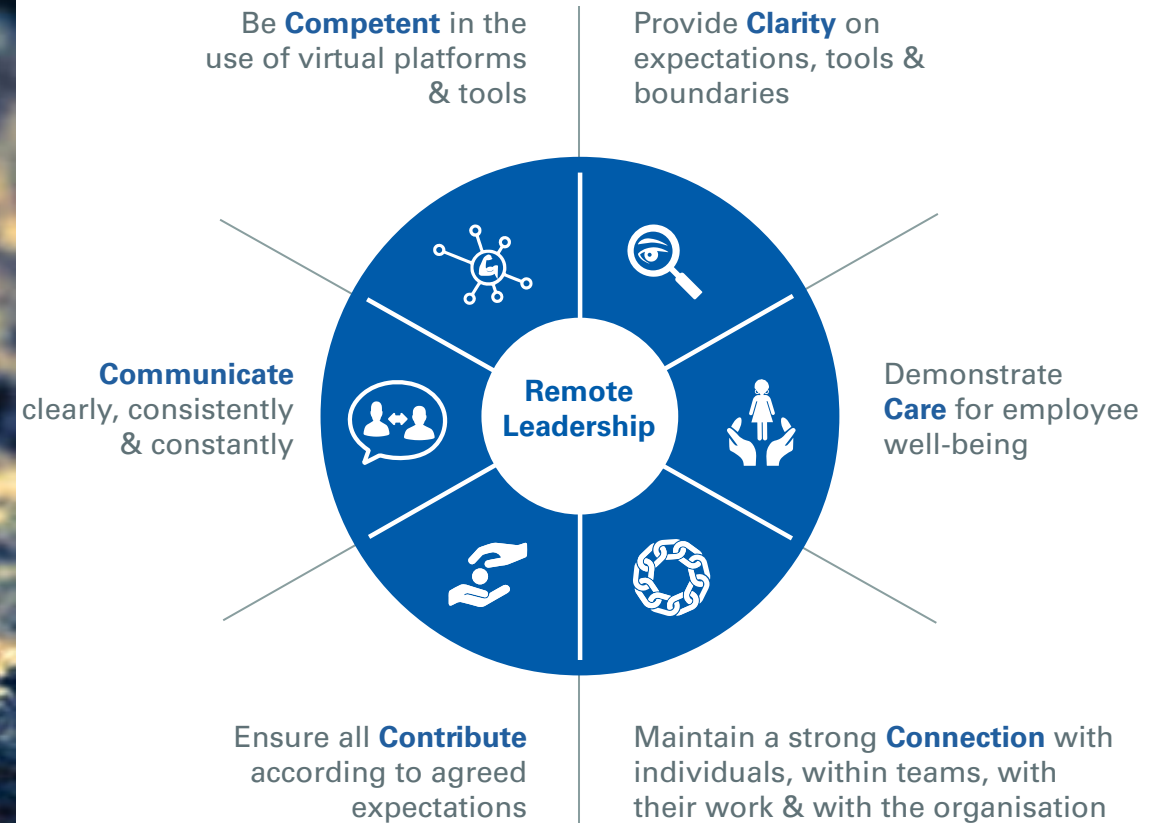 Be Competent in the
use of virtual platforms
& tools
Provide Clarity on
expectations, tools &
boundaries
Communicate
clearly, consistently
& constantly
Remote
Leadership
Demonstrate
Care for employee
well-being
Ensure all Contribute
according to agreed
expectations
Maintain a strong Connection with
individuals, within teams, with
their work & with the organisation